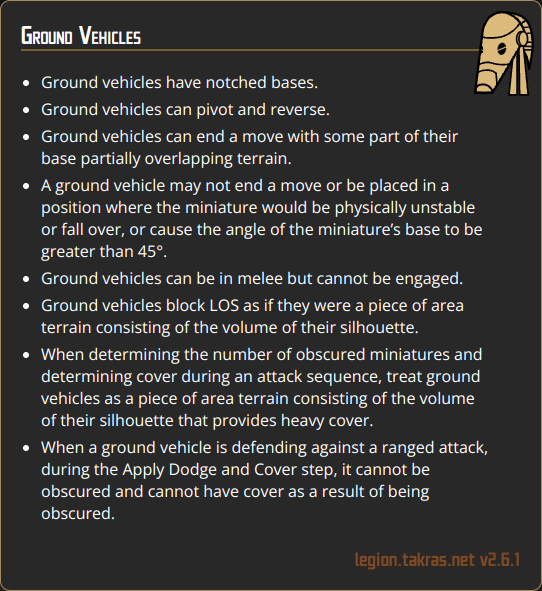 Ground Vehicles
• Ground vehicles have notched bases.
• Ground vehicles can pivot and reverse.
• Ground vehicles can end a move with some part of their
base partially overlapping terrain.
• A ground vehicle may not end a move or be placed in a
position where the miniature would be physically unstable
or fall over, or cause the angle of the miniature’s base to be
greater than 45°.
• Ground vehicles can be in melee but cannot be engaged.
• Ground vehicles block LOS as if they were a piece of area
terrain consisting of the volume of their silhouette.
• When determining the number of obscured miniatures and
determining cover during an attack sequence, treat ground
vehicles as a piece of area terrain consisting of the volume
of their silhouette that provides heavy cover.
• When a ground vehicle is defending against a ranged attack,
during the Apply Dodge and Cover step, it cannot be
obscured and cannot have cover as a result of being
obscured.
legion.takras.net v2.6.1